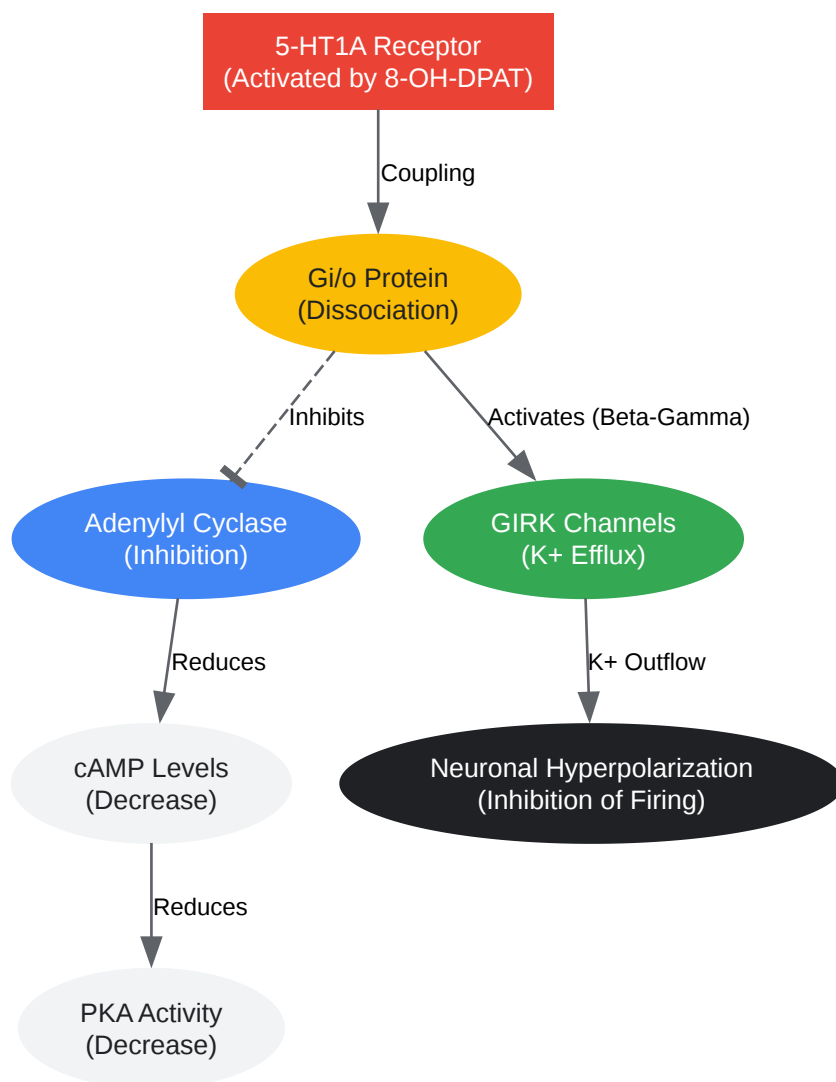 5-HT1A Receptor
(Activated by 8-OH-DPAT)
Coupling
Gi/o Protein
(Dissociation)
Inhibits
Activates (Beta-Gamma)
Adenylyl Cyclase
(Inhibition)
GIRK Channels
(K+ Efflux)
Reduces
K+ Outflow
cAMP Levels
(Decrease)
Neuronal Hyperpolarization
(Inhibition of Firing)
Reduces
PKA Activity
(Decrease)